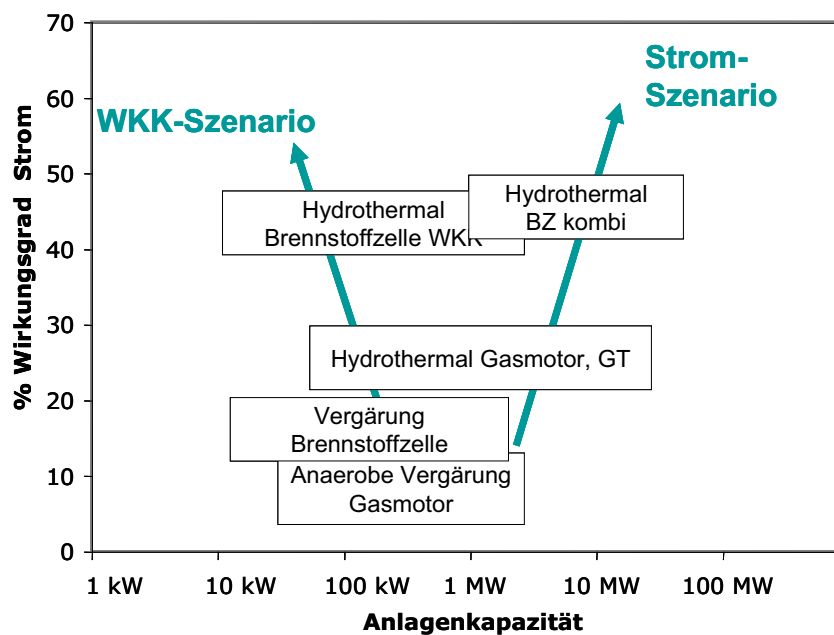 70
60
50
40
30
20
10
0
% Wirkungsgrad Strom
WKK-Szenario
Strom-
Szenario
Hydrothermal
Brennstoffzelle WKK
Hydrothermal
BZ kombi
Hydrothermal Gasmotor, GT
Vergärung
Brennstoffzelle
Anaerobe Vergärung
Gasmotor
1 kW 10 kW 100 kW 1 MW 10 MW 100 MW
Anlagenkapazität